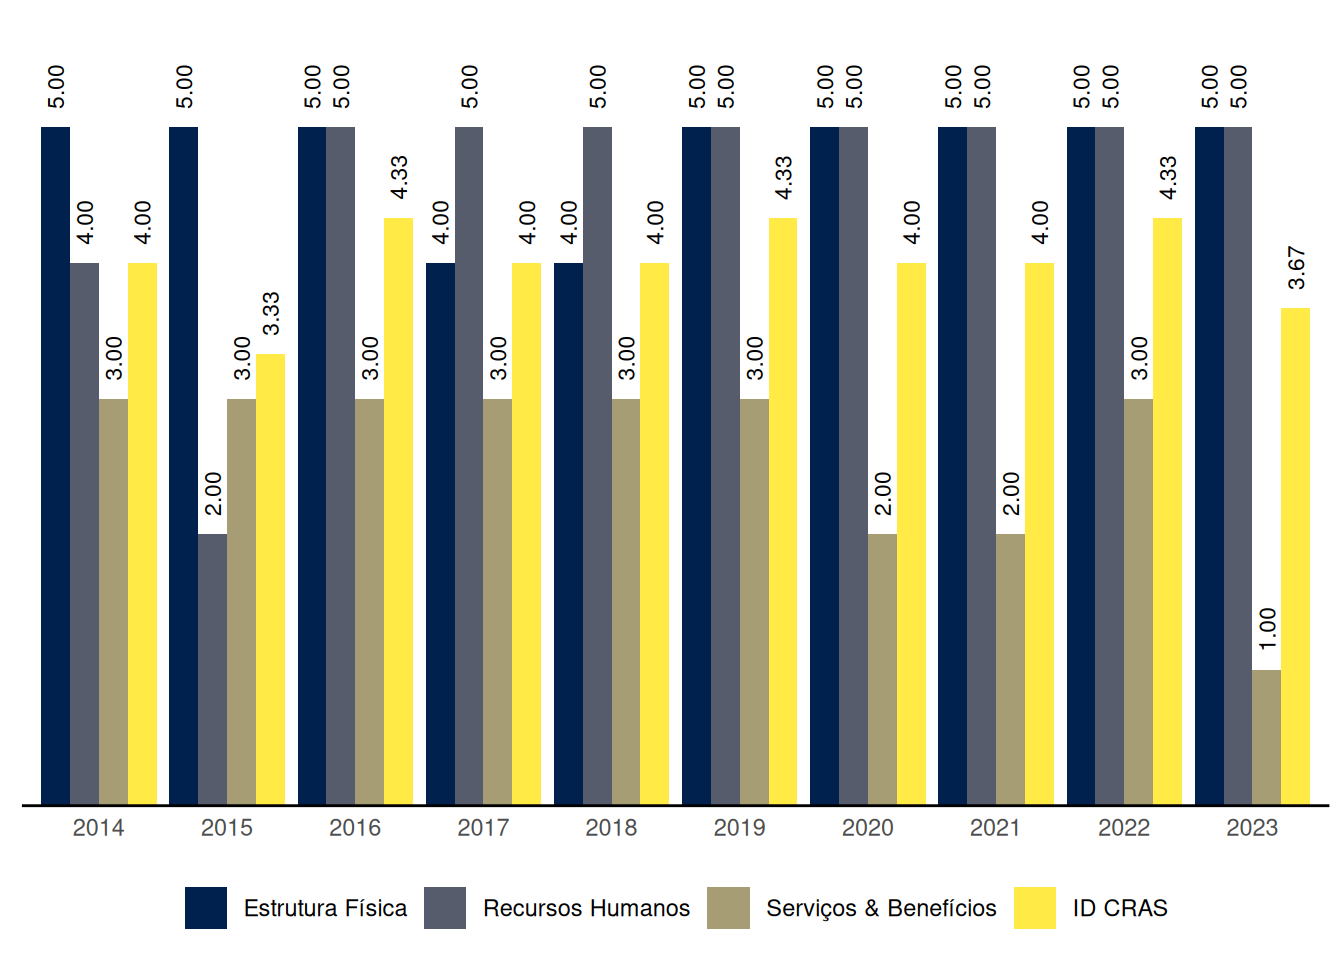 5.00 5.00 5.00 5.00 5.00 5.00 5.00 5.00 5.00 5.00 5.00 5.00 5.00 5.00 5.00 5.00
4.33 4.33 4.33
4.00 4.00 4.00 4.00 4.00 4.00 4.00 4.00
3.67
3.33
3.00 3.00 3.00 3.00 3.00 3.00 3.00
2.00 2.00 2.00
1.00
2014 2015 2016 2017 2018 2019 2020 2021 2022 2023
Estrutura Física Recursos Humanos Serviços & Benefícios ID CRAS